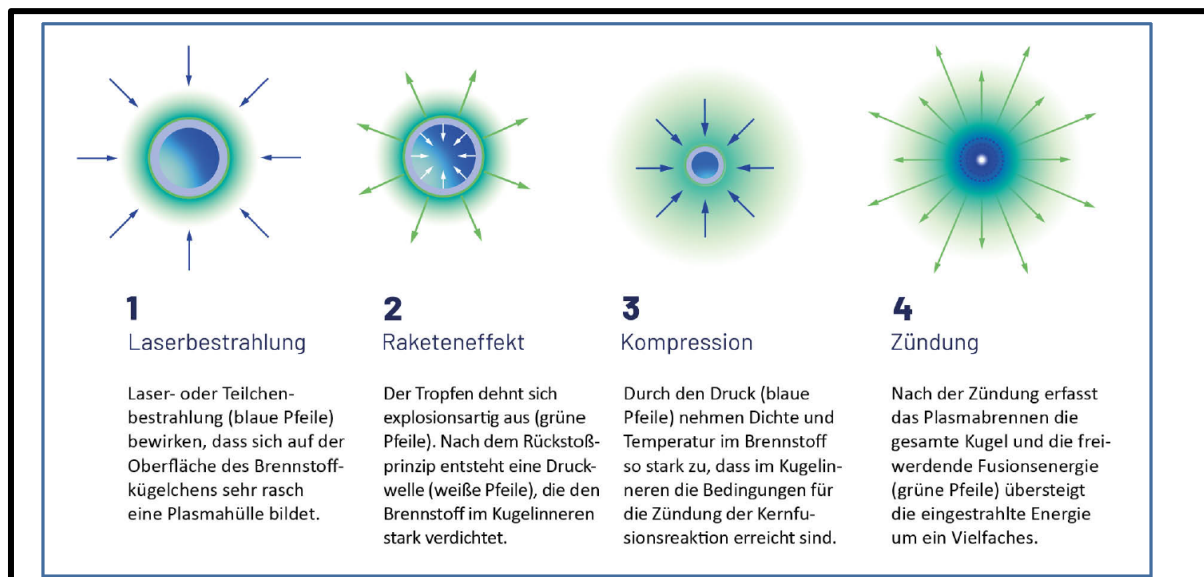 1
Laserbestrahlung
Laser- oder Teilchen-
bestrahlung (blaue Pfeile)
bewirken, dass sich auf der
Oberfläche des Brennstoff-
kügelchens sehr rasch
eine Plasmahülle bildet.
2
Raketeneffekt
Der Tropfen dehnt sich
explosionsartig aus (grüne
Pfeile). Nach dem Rückstoß-
prinzip entsteht eine Druck-
welle (weiße Pfeile), die den
Brennstoff im Kugelinneren
stark verdichtet.
3
Kompression
Durch den Druck (blaue
Pfeile) nehmen Dichte und
Temperatur im Brennstoff
so stark zu, dass im Kugelin-
neren die Bedingungen für
die Zündung der Kernfu-
sionsreaktion erreicht sind.
4
Zündung
Nach der Zündung erfasst
das Plasmabrennen die
gesamte Kugel und die frei-
werdende Fusionsenergie
(grüne Pfeile) übersteigt
die eingestrahlte Energie
um ein Vielfaches.